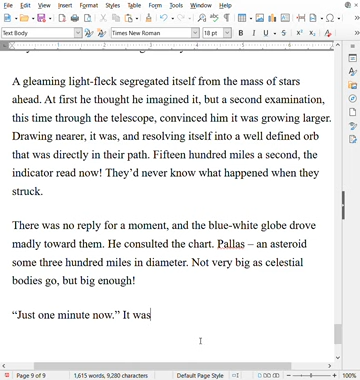 File Edit View Insert Format Styles Table Form Tools Window Help
Text Body Times New Roman 18 pt
A gleaming light-fleck segregated itself from the mass of stars
ahead. At first he thought he imagined it, but a second examination,
this time through the telescope, convinced him it was growing larger.
Drawing nearer, it was, and resolving itself into a well defined orb
that was directly in their path. Fifteen hundred miles a second, the
indicator read now! They’d never know what happened when they
struck.
There was no reply for a moment, and the blue-white globe drove
madly toward them. He consulted the chart. Pallas – an asteroid
some three hundred miles in diameter. Not very big as celestial
bodies go, but big enough!
“Just one minute now.” It was
Page 9 of 9 1,615 words, 9,280 characters Default Page Style 100%